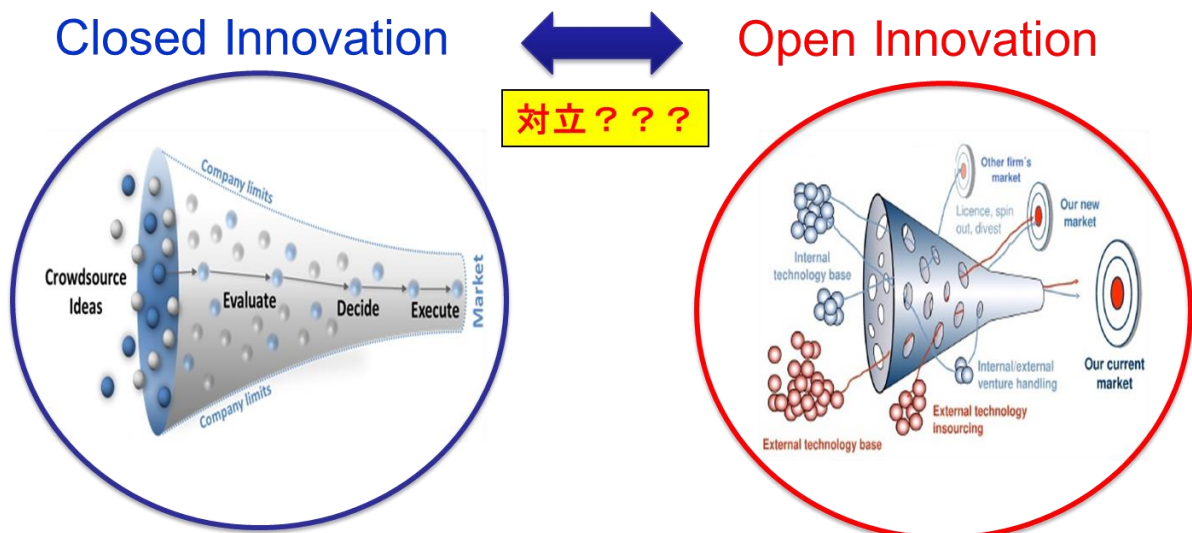 Closed Innovation
Open Innovation
対立？？？
Company limits
Crowdsource
Ideas
Evaluate
Decide
Execute
Market
Company limits
Other firm´s
market
Licence, spin
out, divest
Our new
market
Internal
technology base
Internal/external
venture handling
Our current
market
External technology
insourcing
External technology base